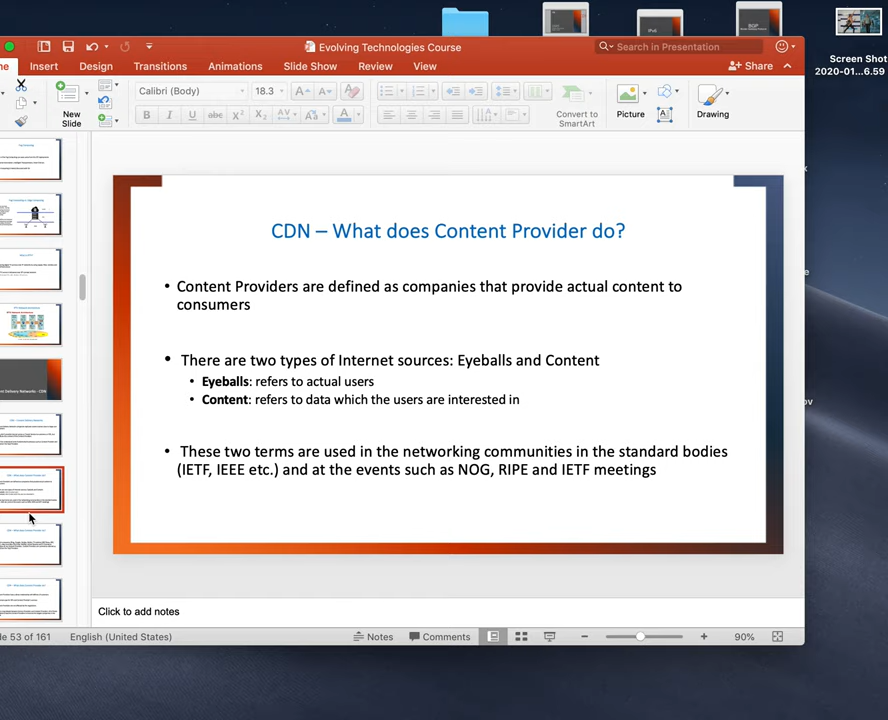 Evolving Technologies Course
Search in Presentation
Insert Design Transitions Animations Slide Show Review View
Share
Calibri (Body) 18.3
New
Slide
Convert to
SmartArt
Picture
Drawing
Screen Shot
2020-01...6.59
CDN – What does Content Provider do?
• Content Providers are defined as companies that provide actual content to
consumers
• There are two types of Internet sources: Eyeballs and Content
• Eyeballs: refers to actual users
• Content: refers to data which the users are interested in
• These two terms are used in the networking communities in the standard bodies
(IETF, IEEE etc.) and at the events such as NOG, RIPE and IETF meetings
Click to add notes
de 53 of 161
English (United States)
Notes
Comments
90%